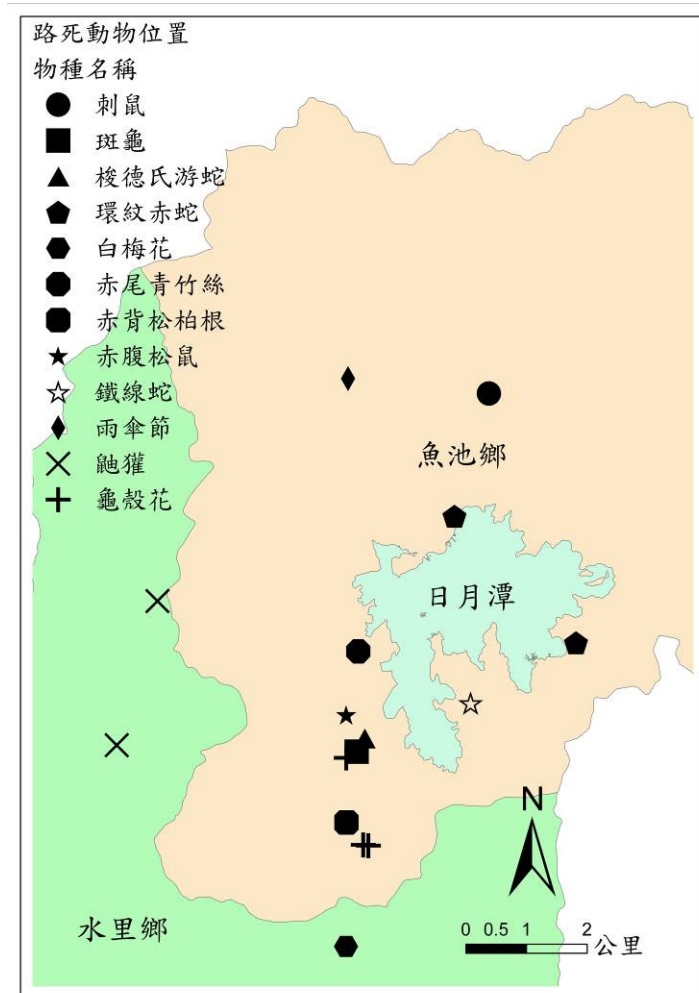 路死動物位置
物種名稱
刺鼠
斑龜
梭德氏游蛇
環紋赤蛇
白梅花
赤尾青竹絲
赤背松柏根
赤腹松鼠
鐵線蛇
雨傘節
鼬獾
龜殼花
魚池鄉
日月潭
N
水里鄉
0 0.5 1 2
公里